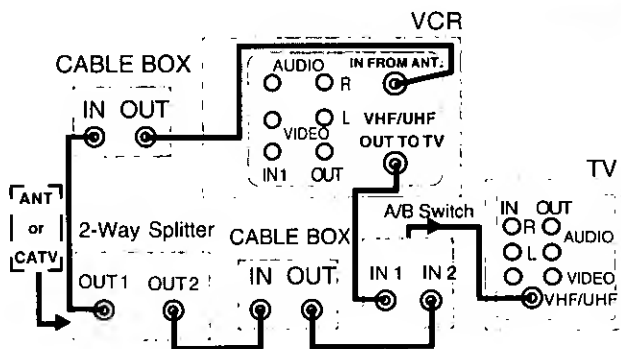 VCR
CABLE BOX
IN OUT
AUDIO
R
L
VIDEO
IN1 OUT
IN FROM ANT.
VHF/UHF
OUT TO TV
ANT
or
CATV
2-Way Splitter
OUT1 OUT2
CABLE BOX
IN OUT
A/B Switch
IN 1 IN 2
TV
IN OUT
R
AUDIO
L
VIDEO
VHF/UHF